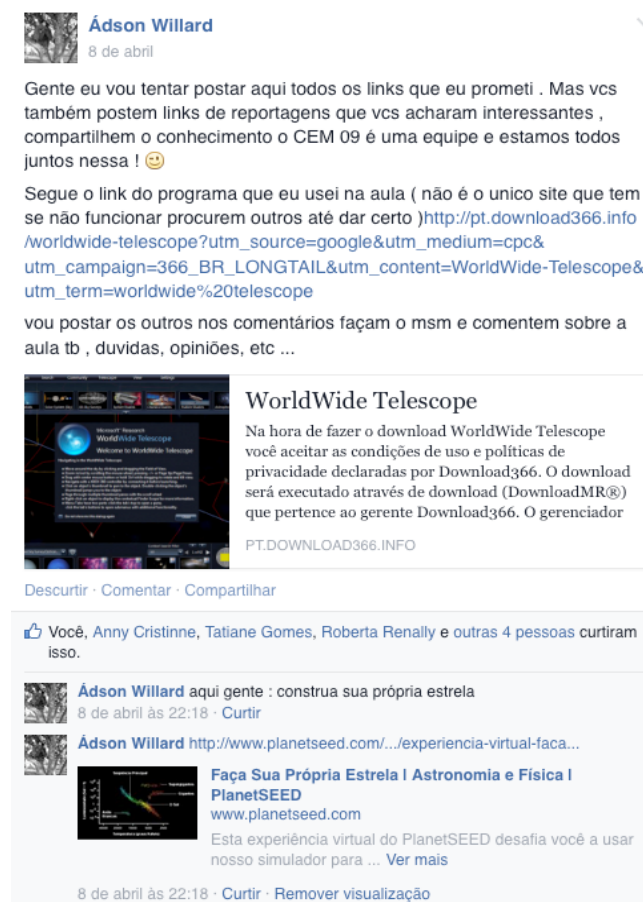 Ádson Willard
8 de abril
Gente eu vou tentar postar aqui todos os links que eu prometi . Mas vcs
também postem links de reportagens que vcs acharam interessantes ,
compartilhem o conhecimento o CEM 09 é uma equipe e estamos todos
juntos nessa !
Segue o link do programa que eu usei na aula ( não é o unico site que tem
se não funcionar procurem outros até dar certo )http://pt.download366.info
/worldwide-telescope?utm_source=google&utm_medium=cpc&
utm_campaign=366_BR_LONGTAIL&utm_content=WorldWide-Telescope&
utm_term=worldwide%20telescope
vou postar os outros nos comentários façam o msm e comentem sobre a
aula tb , duvidas, opiniões, etc ...
Microsoft Research
WorldWide Telescope
Welcome to WorldWide Telescope
WorldWide Telescope
Na hora de fazer o download WorldWide Telescope
você aceitar as condições de uso e políticas de
privacidade declaradas por Download366. O download
será executado através de download (DownloadMR®)
que pertence ao gerente Download366. O gerenciador
PT.DOWNLOAD366.INFO
Descurtir · Comentar · Compartilhar
Você, Anny Cristinne, Tatiane Gomes, Roberta Renally e outras 4 pessoas curtiram
isso.
Ádson Willard aqui gente : construa sua própria estrela
8 de abril às 22:18 · Curtir
Ádson Willard http://www.planetseed.com/.../experiencia-virtual-faca...
Faça Sua Própria Estrela | Astronomia e Física |
PlanetSEED
www.planetseed.com
Esta experiência virtual do PlanetSEED desafia você a usar
nosso simulador para ... Ver mais
8 de abril às 22:18 · Curtir · Remover visualização